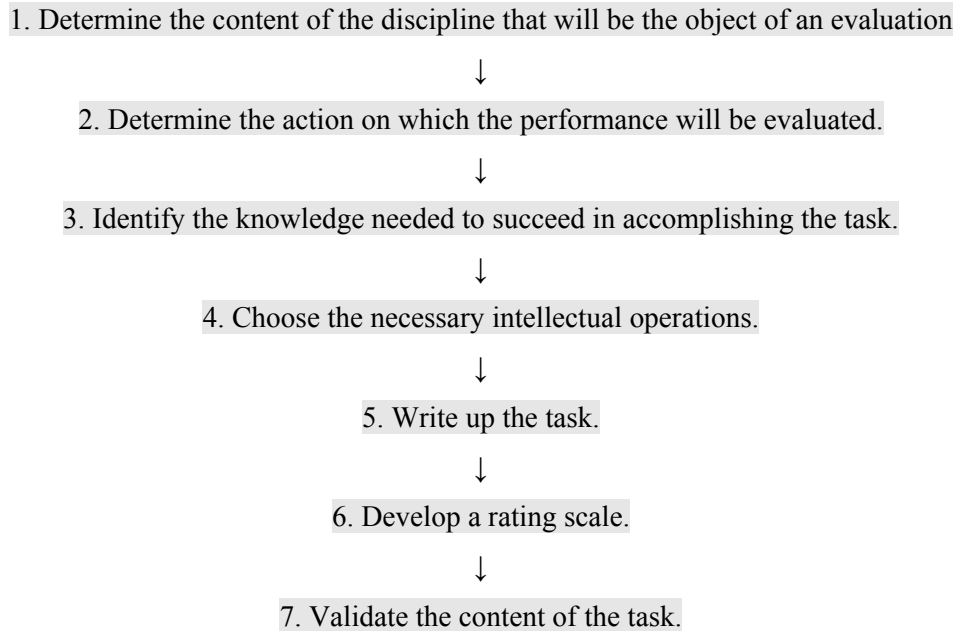 1. Determine the content of the discipline that will be the object of an evaluation
↓
2. Determine the action on which the performance will be evaluated.
↓
3. Identify the knowledge needed to succeed in accomplishing the task.
↓
4. Choose the necessary intellectual operations.
↓
5. Write up the task.
↓
6. Develop a rating scale.
↓
7. Validate the content of the task.